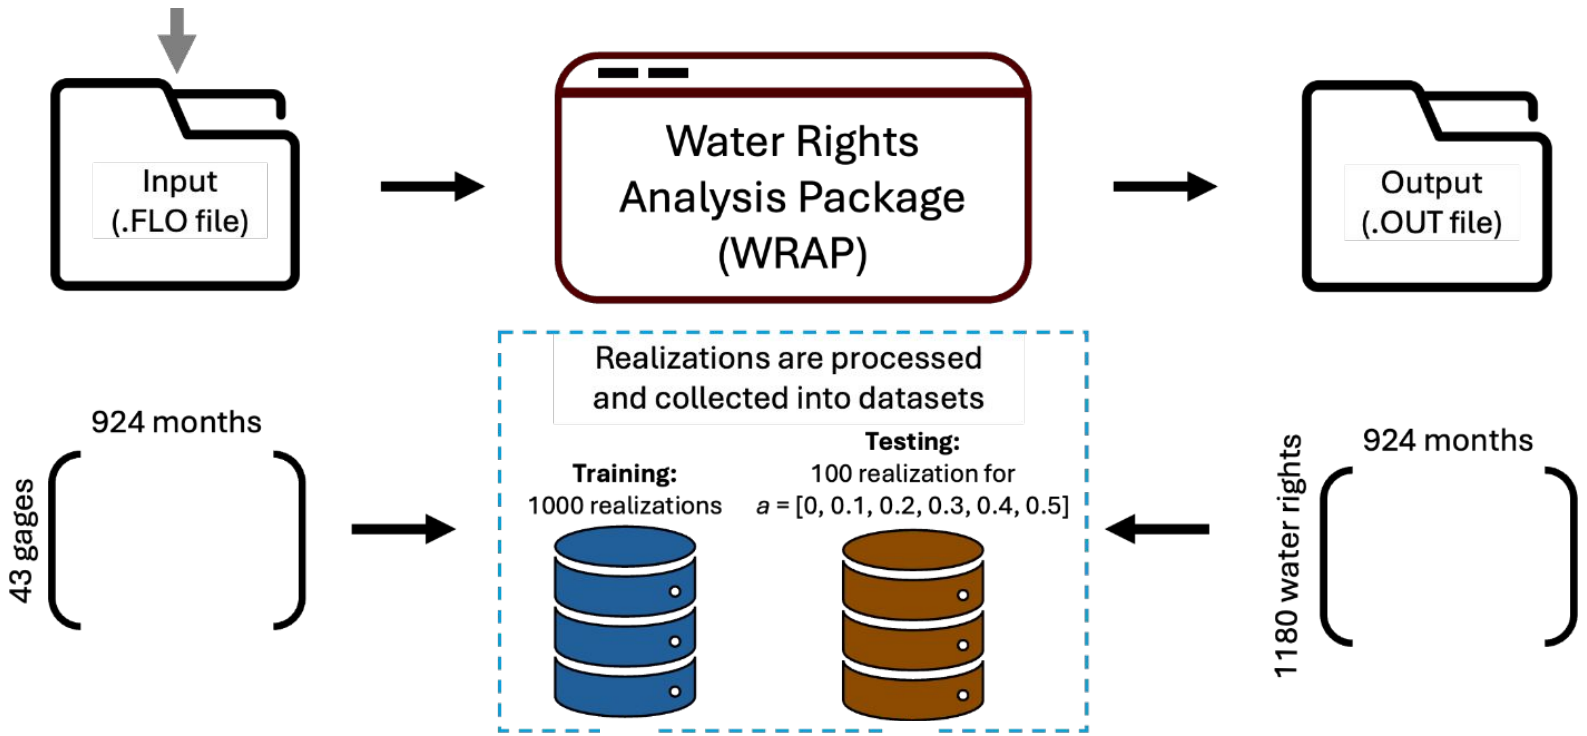 Input
(.FLO file)
Water Rights
Analysis Package
(WRAP)
Output
(.OUT file)
Realizations are processed
and collected into datasets
924 months
43 gages
Training:
1000 realizations
Testing:
100 realization for
a = [0, 0.1, 0.2, 0.3, 0.4, 0.5]
924 months
1180 water rights